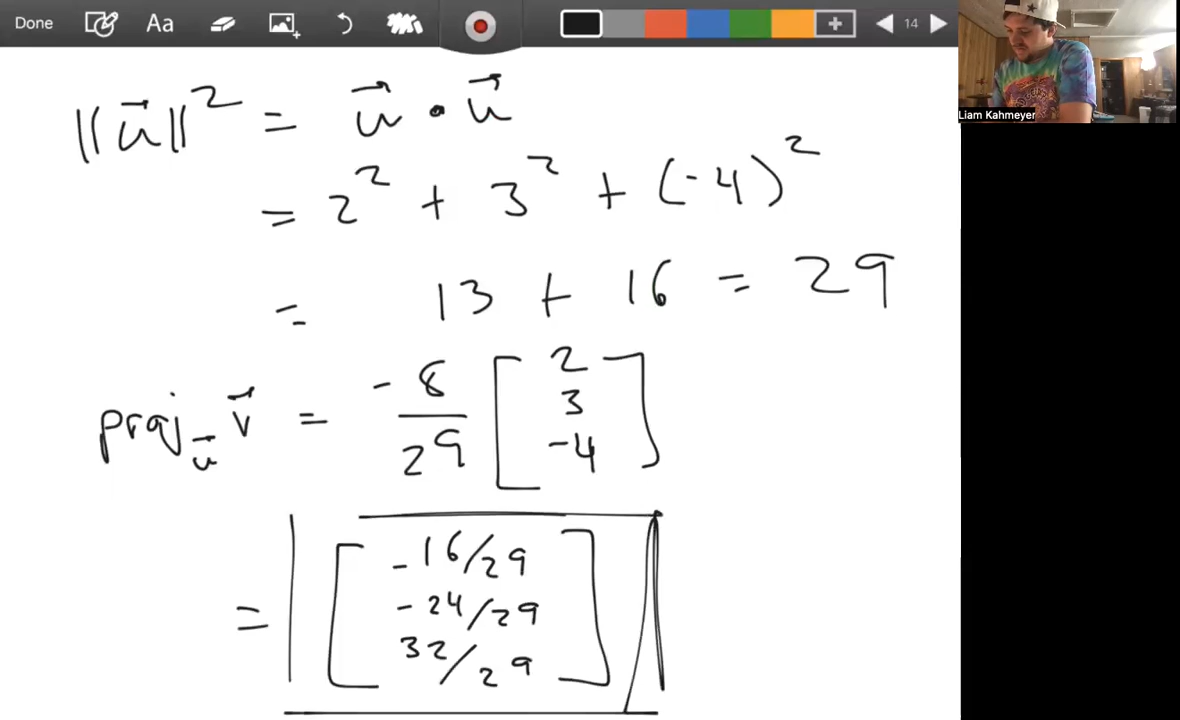 Done Aa 14
Liam Kahmeyer
‖u⃗‖² = u⃗ • u⃗
= 2² + 3² + (-4)²
= 13 + 16 = 29
proj_u⃗ v⃗ = -8/29 [2 3 -4]
= [-16/29 -24/29 32/29]